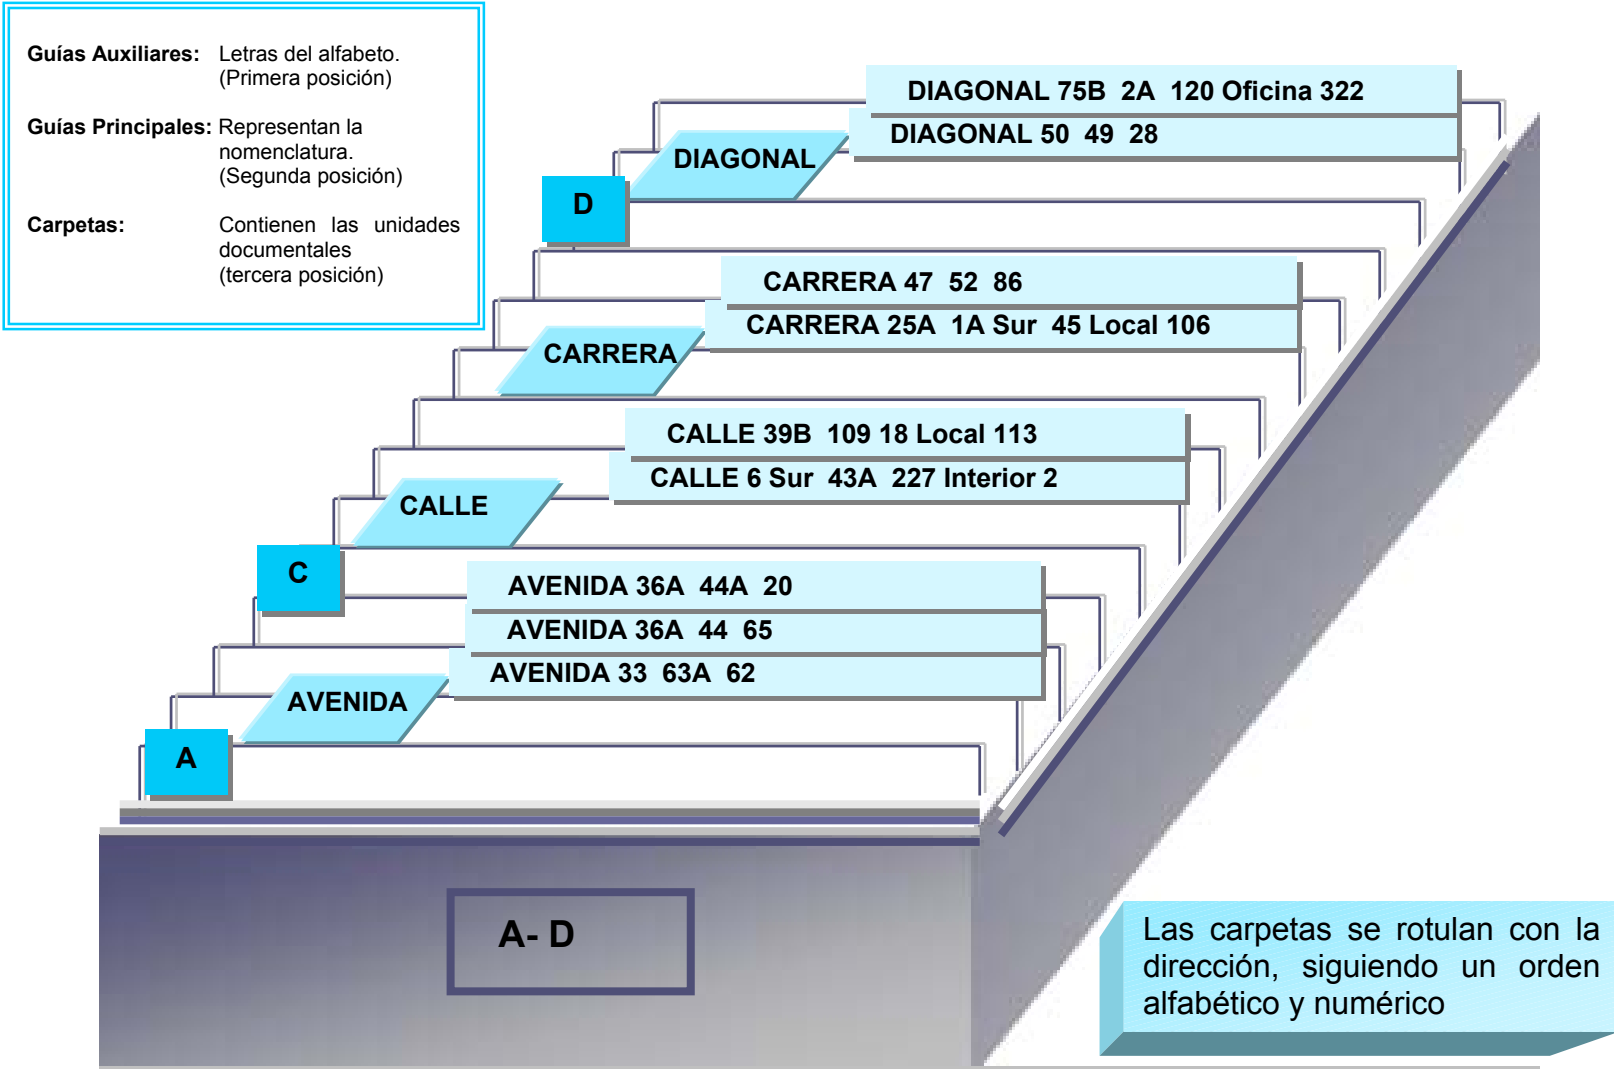 Guías Auxiliares: Letras del alfabeto.
(Primera posición)
Guías Principales: Representan la
nomenclatura.
(Segunda posición)
Carpetas: Contienen las unidades
documentales
(tercera posición)
DIAGONAL 75B 2A 120 Oficina 322
DIAGONAL 50 49 28
DIAGONAL
D
CARRERA 47 52 86
CARRERA 25A 1A Sur 45 Local 106
CARRERA
CALLE 39B 109 18 Local 113
CALLE 6 Sur 43A 227 Interior 2
CALLE
C
AVENIDA 36A 44A 20
AVENIDA 36A 44 65
AVENIDA 33 63A 62
AVENIDA
A
A- D
Las carpetas se rotulan con la
dirección, siguiendo un orden
alfabético y numérico